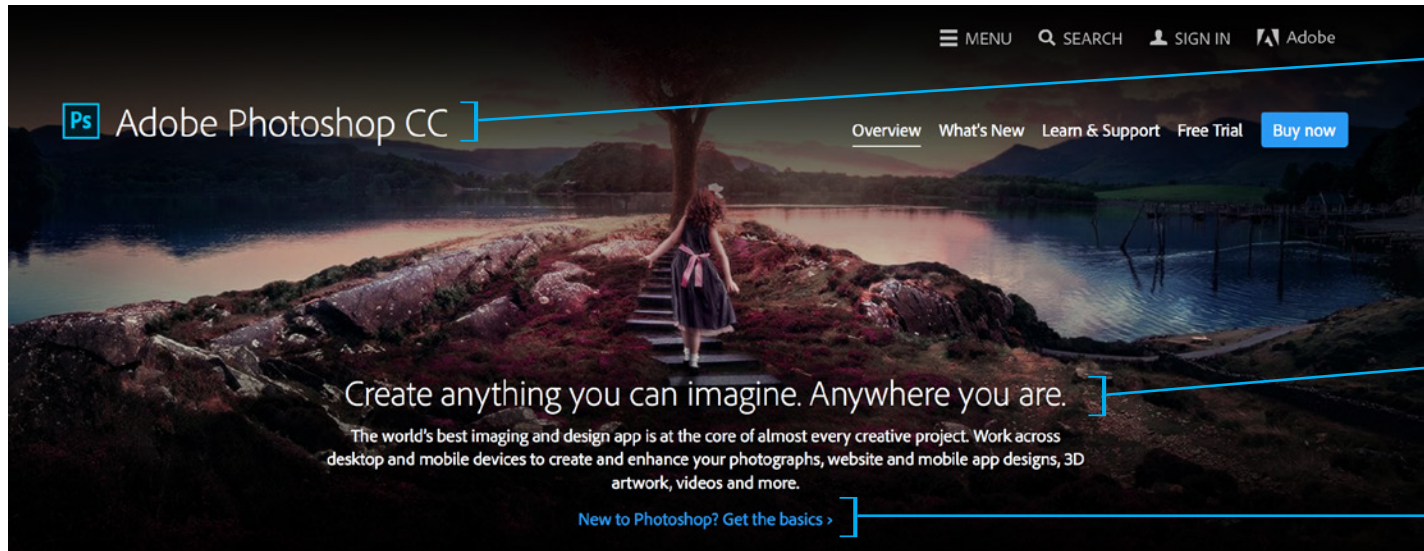 MENU SEARCH SIGN IN Adobe
Ps Adobe Photoshop CC
Overview What's New Learn & Support Free Trial Buy now
Create anything you can imagine. Anywhere you are.
The world's best imaging and design app is at the core of almost every creative project. Work across
desktop and mobile devices to create and enhance your photographs, website and mobile app designs, 3D
artwork, videos and more.
New to Photoshop? Get the basics ›